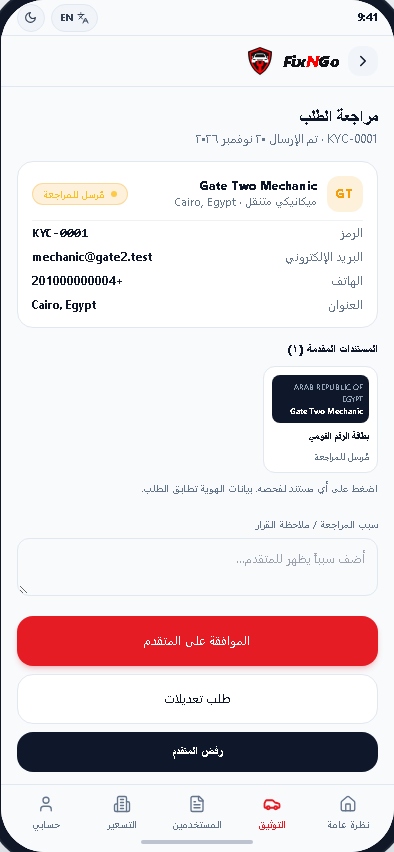 9:41
EN
FixNGo
مراجعة الطلب
KYC-0001 · تم الإرسال ٢٠ نوفمبر ٢٠٢٦
GT
Gate Two Mechanic
ميكانيكي متنقل · Cairo, Egypt
مُرسل للمراجعة
الرمز
KYC-0001
البريد الإلكتروني
mechanic@gate2.test
الهاتف
201000000004+
العنوان
Cairo, Egypt
المستندات المقدمة (١)
ARAB REPUBLIC OF
EGYPT
Gate Two Mechanic
بطاقة الرقم القومي
مُرسل للمراجعة
اضغط على أي مستند لفحصه. بيانات الهوية تطابق الطلب.
سبب المراجعة / ملاحظة القرار
أضف سبباً يظهر للمتقدم...
الموافقة على المتقدم
طلب تعديلات
رفض المتقدم
نظرة عامة
التوثيق
المستخدمين
التسعير
حسابي